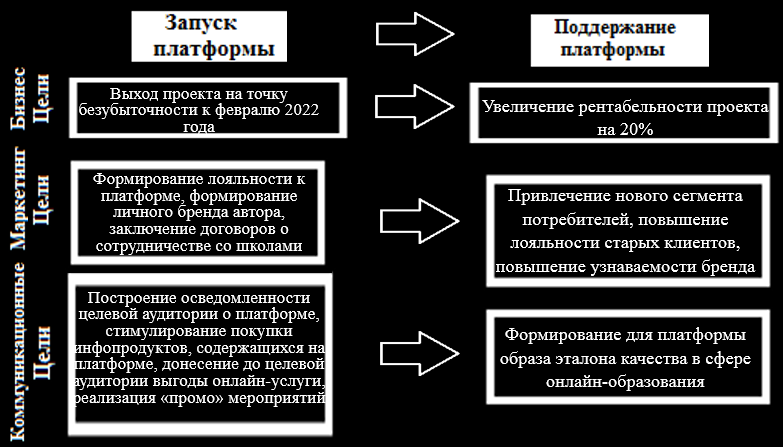 Запуск
платформы
Поддержание
платформы
Бизнес
Цели
Выход проекта на точку
безубыточности к февралю 2022
года
Увеличение рентабельности проекта
на 20%
Маркетинг
Цели
Формирование лояльности к
платформе, формирование
личного бренда автора,
заключение договоров о
сотрудничестве со школами
Привлечение нового сегмента
потребителей, повышение
лояльности старых клиентов,
повышение узнаваемости бренда
Коммуникационные
Цели
Построение осведомленности
целевой аудитории о платформе,
стимулирование покупки
инфопродуктов, содержащихся на
платформе, донесение до целевой
аудитории выгоды онлайн-услуги,
реализация «промо» мероприятий
Формирование для платформы
образа эталона качества в сфере
онлайн-образования